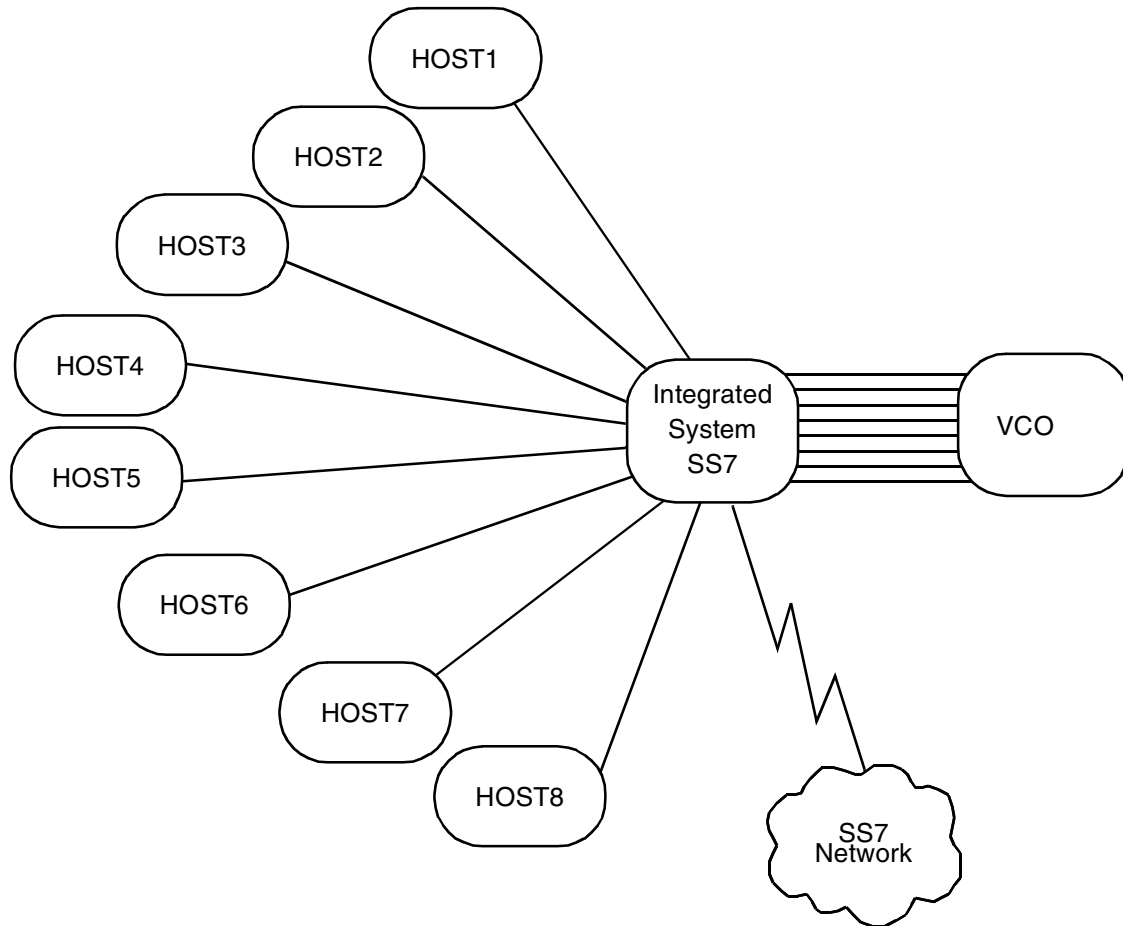 HOST1
HOST2
HOST3
HOST4
HOST5
HOST6
HOST7
HOST8
Integrated
System
SS7
VCO
SS7
Network